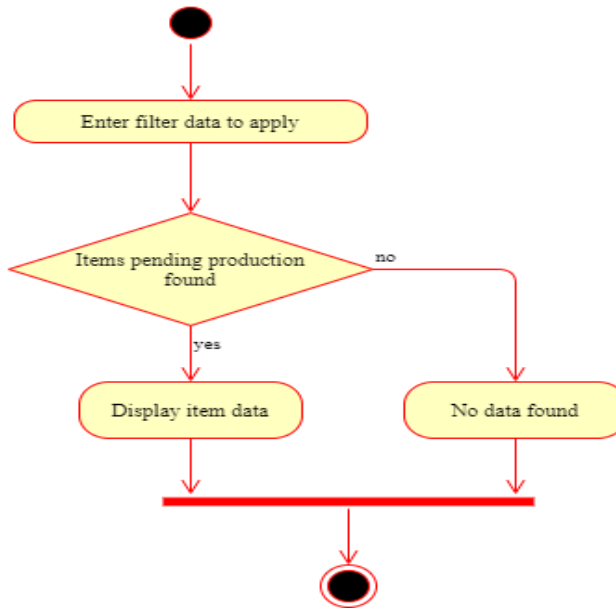 Enter filter data to apply
Items pending production
found
no
yes
Display item data
No data found